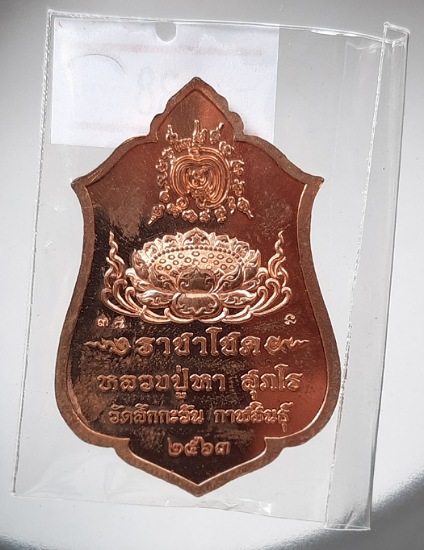 ราชาโชค
หลวงปู่หา สุภโร
วัดสักกะวัน กาฬสินธุ์
๒๕๖๓